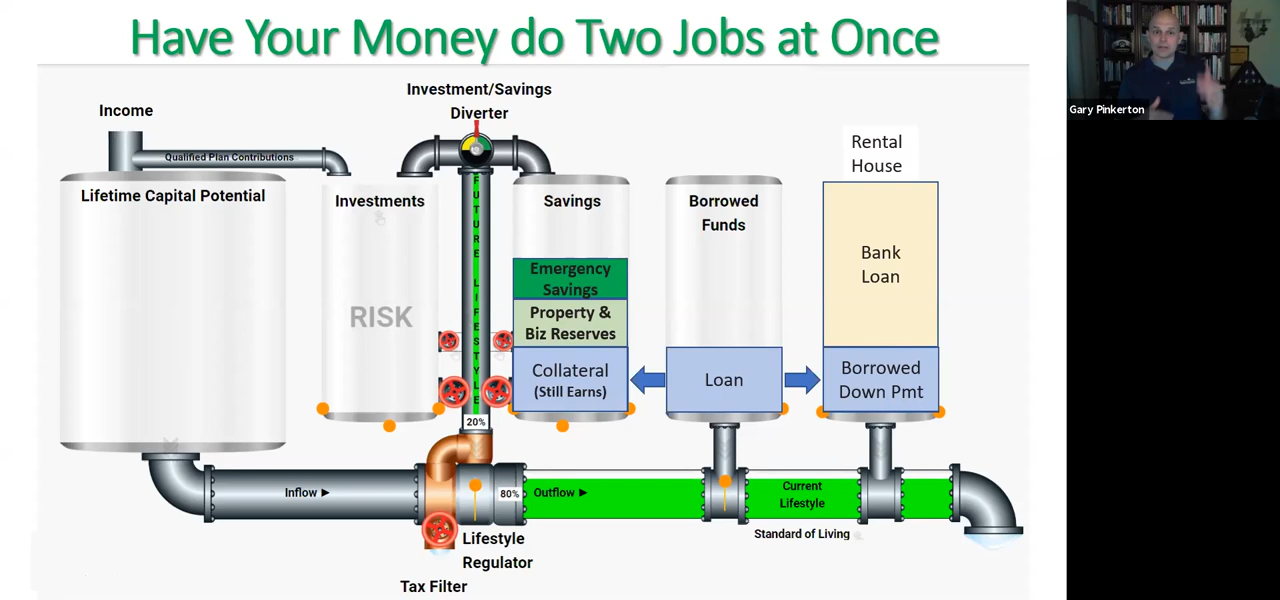 Have Your Money do Two Jobs at Once
Gary Pinkerton
Income
Qualified Plan Contributions
Lifetime Capital Potential
Investments
RISK
Investment/Savings
Diverter
FUTURE LIFESTYLE
20%
Savings
Emergency
Savings
Property &
Biz Reserves
Collateral
(Still Earns)
Borrowed
Funds
Loan
Rental
House
Bank
Loan
Borrowed
Down Pmt
Inflow ►
80%
Outflow ►
Current
Lifestyle
Standard of Living
Lifestyle
Regulator
Tax Filter